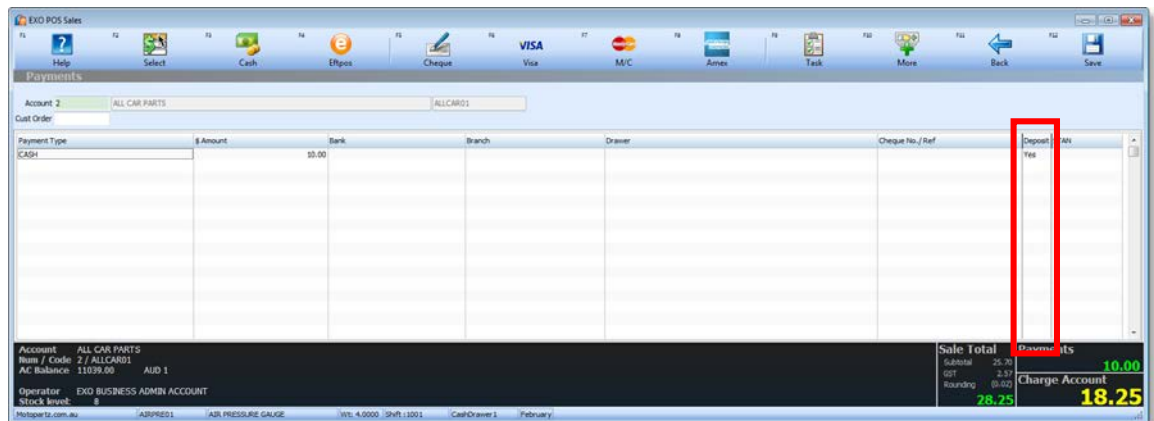 EXO POS Sales
F1 F2 F3 F4 F5 F6 F7 F8 F9 F10 F11 F12
VISA
Help Select Cash Eftpos Cheque Visa M/C Amex Task More Back Save
Payments
Account 2 ALL CAR PARTS ALLCAR01
Cust Order
Payment Type $ Amount Bank Branch Drawer Cheque No./ Ref Deposit
CASH 10.00 Yes
Account ALL CAR PARTS Sale Total Payments
Num / Code 2 / ALLCAR01 Subtotal 25.70 10.00
AC Balance 11039.00 AUD 1 GST 2.57 Charge Account
Operator EXO BUSINESS ADMIN ACCOUNT Rounding (0.02) 18.25
Stock level: 8 28.25
Motopartz.com.au AIRPRE01 AIR PRESSURE GAUGE Wt: 4.0000 Shift :1001 CashDrawer1 February